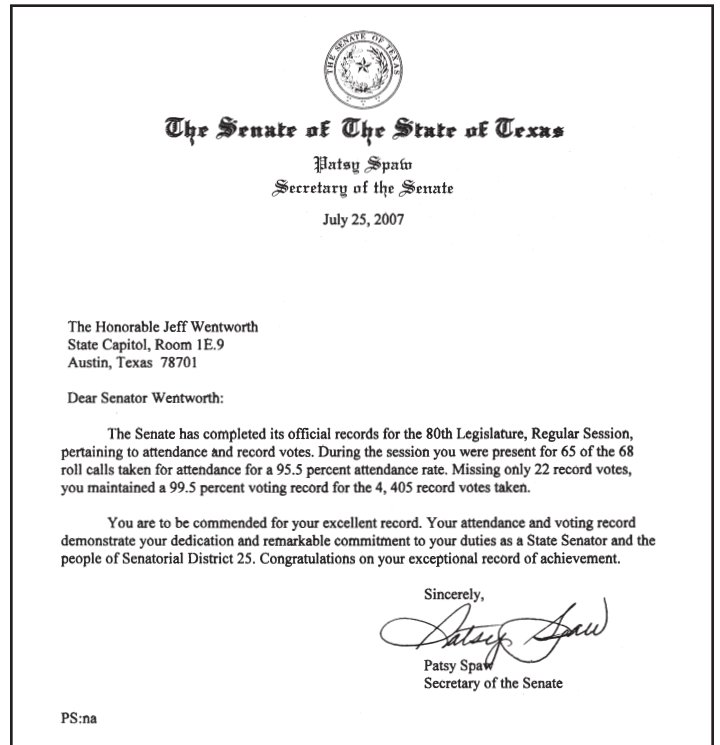 THE SENATE OF TEXAS
The Senate of The State of Texas
Patsy Spaw
Secretary of the Senate
July 25, 2007
The Honorable Jeff Wentworth
State Capitol, Room 1E.9
Austin, Texas 78701
Dear Senator Wentworth:
The Senate has completed its official records for the 80th Legislature, Regular Session,
pertaining to attendance and record votes. During the session you were present for 65 of the 68
roll calls taken for attendance for a 95.5 percent attendance rate. Missing only 22 record votes,
you maintained a 99.5 percent voting record for the 4, 405 record votes taken.
You are to be commended for your excellent record. Your attendance and voting record
demonstrate your dedication and remarkable commitment to your duties as a State Senator and the
people of Senatorial District 25. Congratulations on your exceptional record of achievement.
Sincerely,
Patsy Spaw
Patsy Spaw
Secretary of the Senate
PS:na